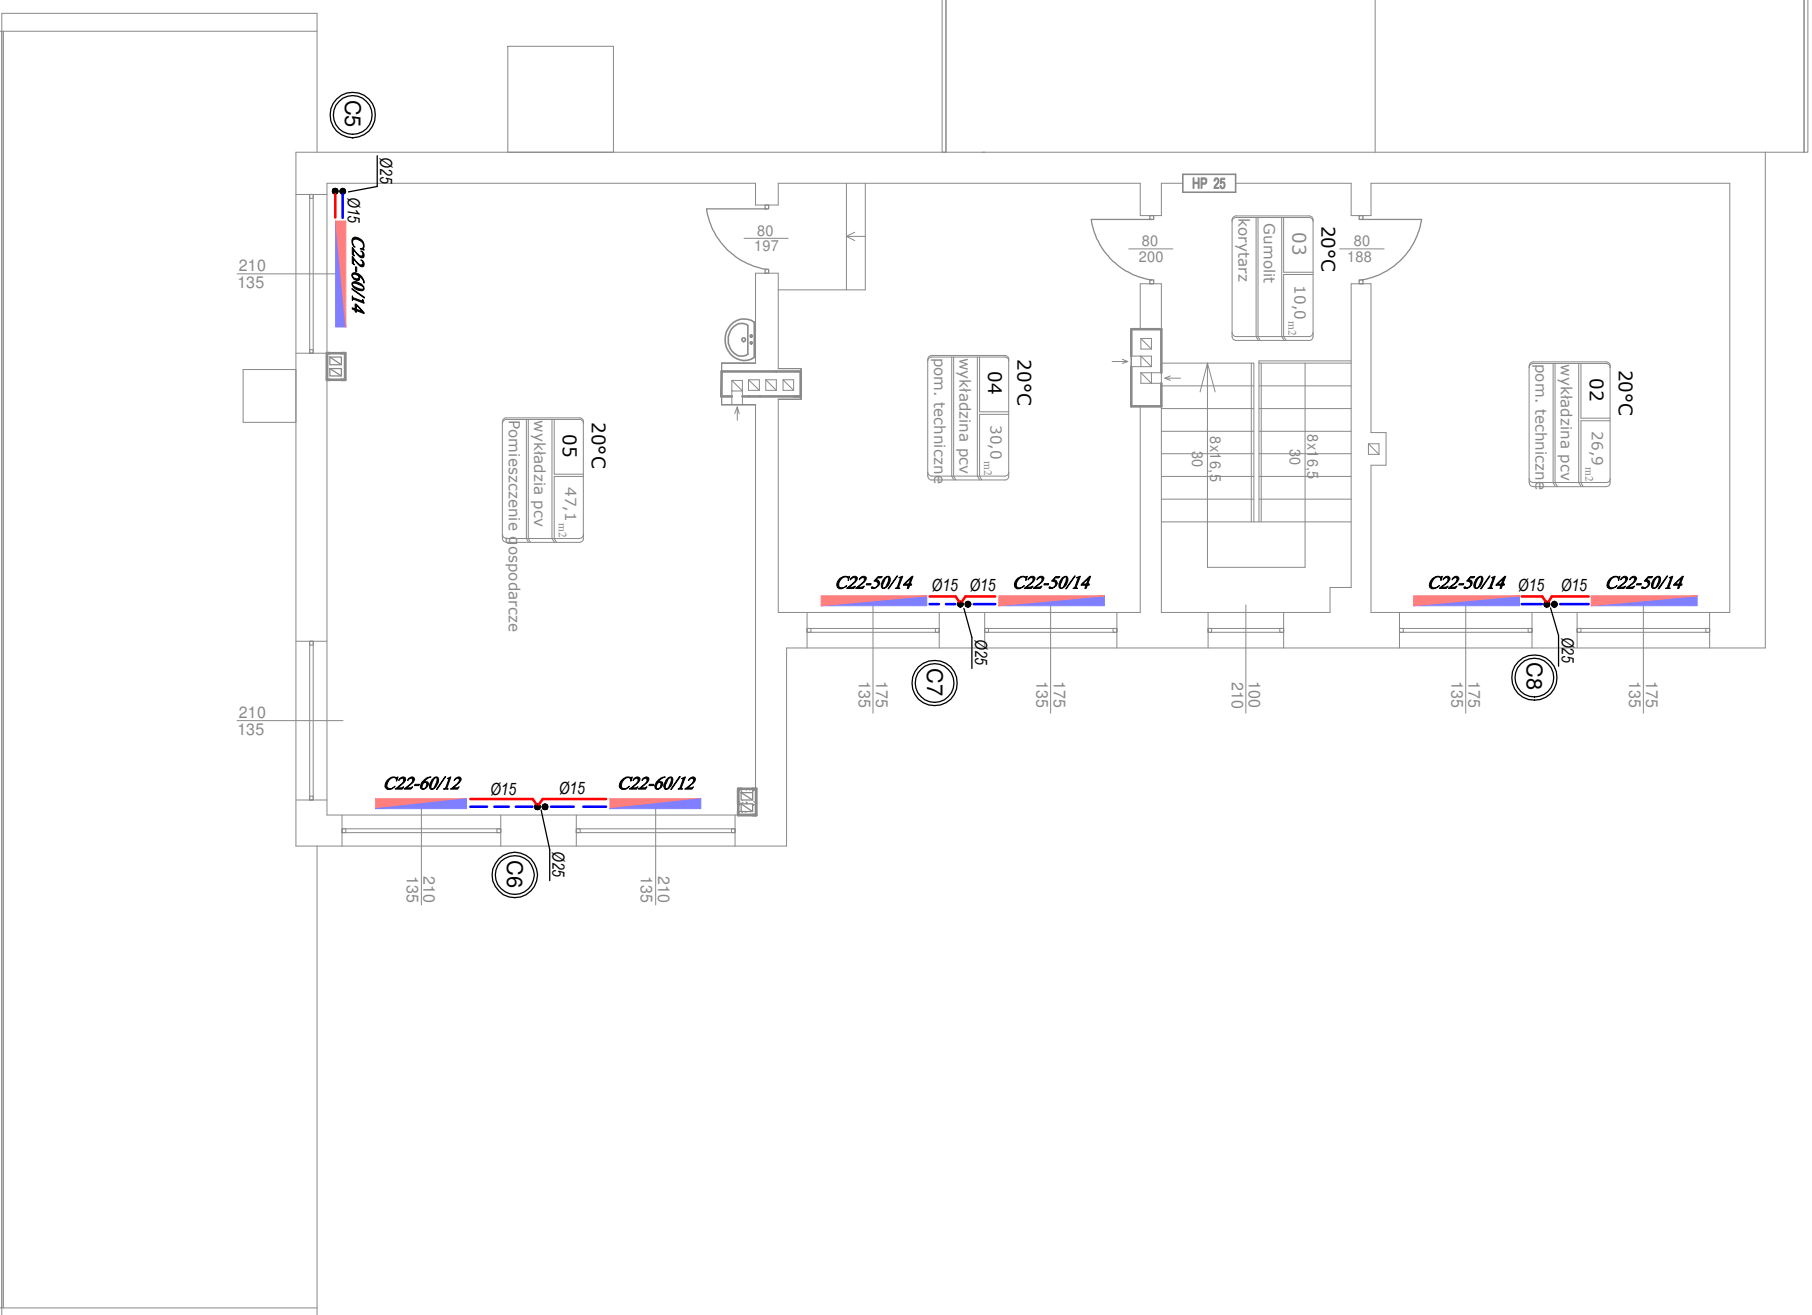 C5
Ø25
Ø15
C22-60/14
210
135
80
197
HP 25
80
200
20°C
03
10,0 m2
Gumolit
korytarz
80
188
20°C
04
30,0 m2
wykładzina pcv
pom. techniczne
20°C
02
26,9 m2
wykładzina pcv
pom. techniczne
20°C
05
47,1 m2
wykładzia pcv
Pomieszczenie gospodarcze
8x16,5
30
8x16,5
30
C22-50/14
Ø15
Ø15
C22-50/14
Ø25
C7
175
135
175
135
100
210
C22-50/14
Ø15
Ø15
C22-50/14
Ø25
C8
175
135
175
135
210
135
C22-60/12
Ø15
Ø15
C22-60/12
Ø25
C6
210
135
210
135